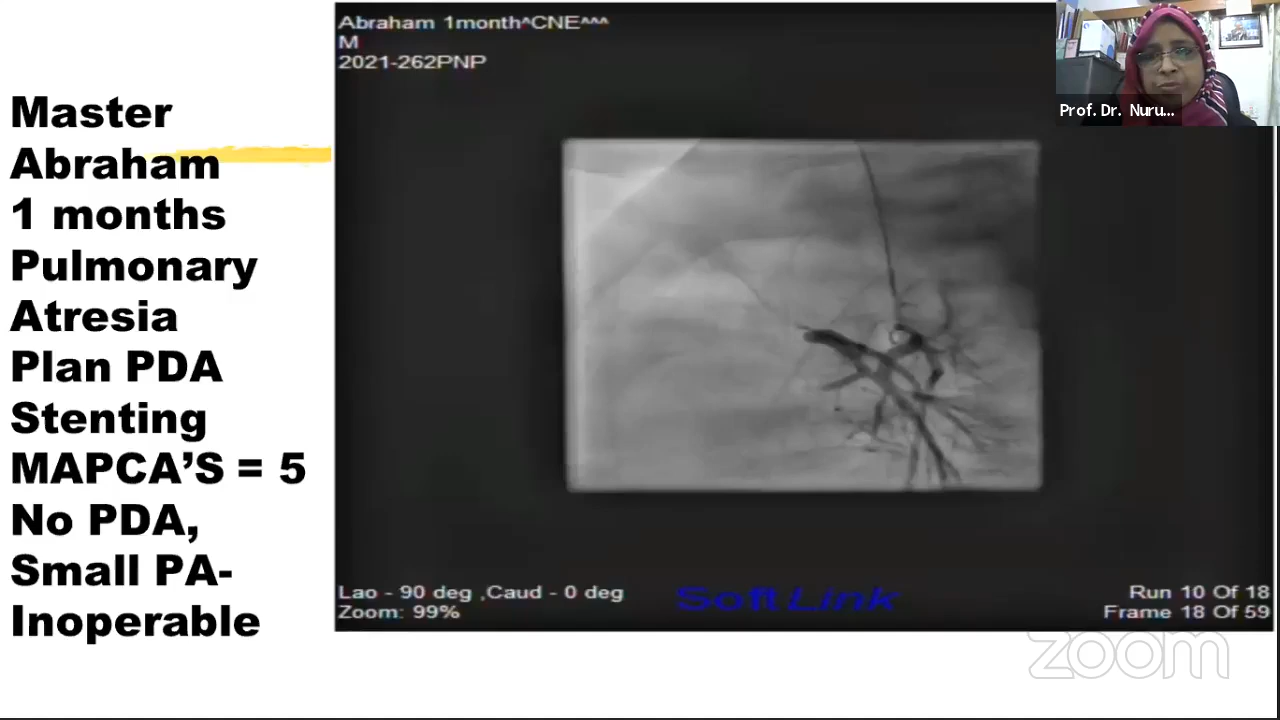 Master
Abraham
1 months
Pulmonary
Atresia
Plan PDA
Stenting
MAPCA’S = 5
No PDA,
Small PA-
Inoperable
Abraham 1month^CNE^^^
M
2021-262PNP
Lao - 90 deg ,Caud - 0 deg
Zoom: 99%
Soft Link
Run 10 Of 18
Frame 18 Of 59
Prof. Dr. Nuru...
zoom